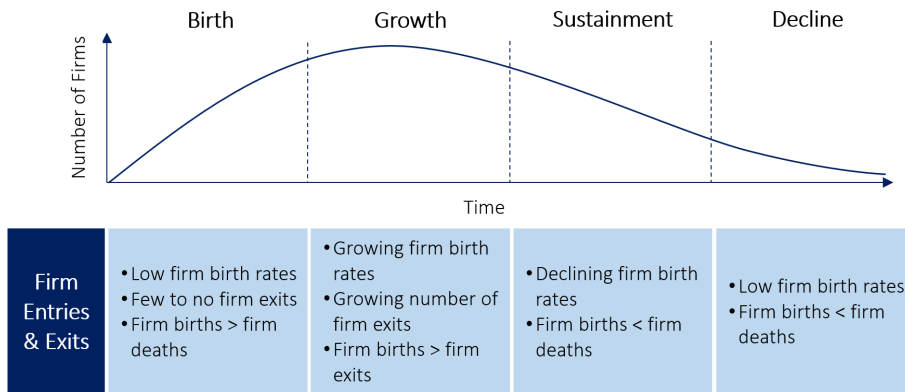 Birth
Growth
Sustainment
Decline
Number of Firms
Time
Firm
Entries
& Exits
• Low firm birth rates
• Few to no firm exits
• Firm births > firm
deaths
• Growing firm birth
rates
• Growing number of
firm exits
• Firm births > firm
exits
• Declining firm birth
rates
• Firm births < firm
deaths
• Low firm birth rates
• Firm births < firm
deaths